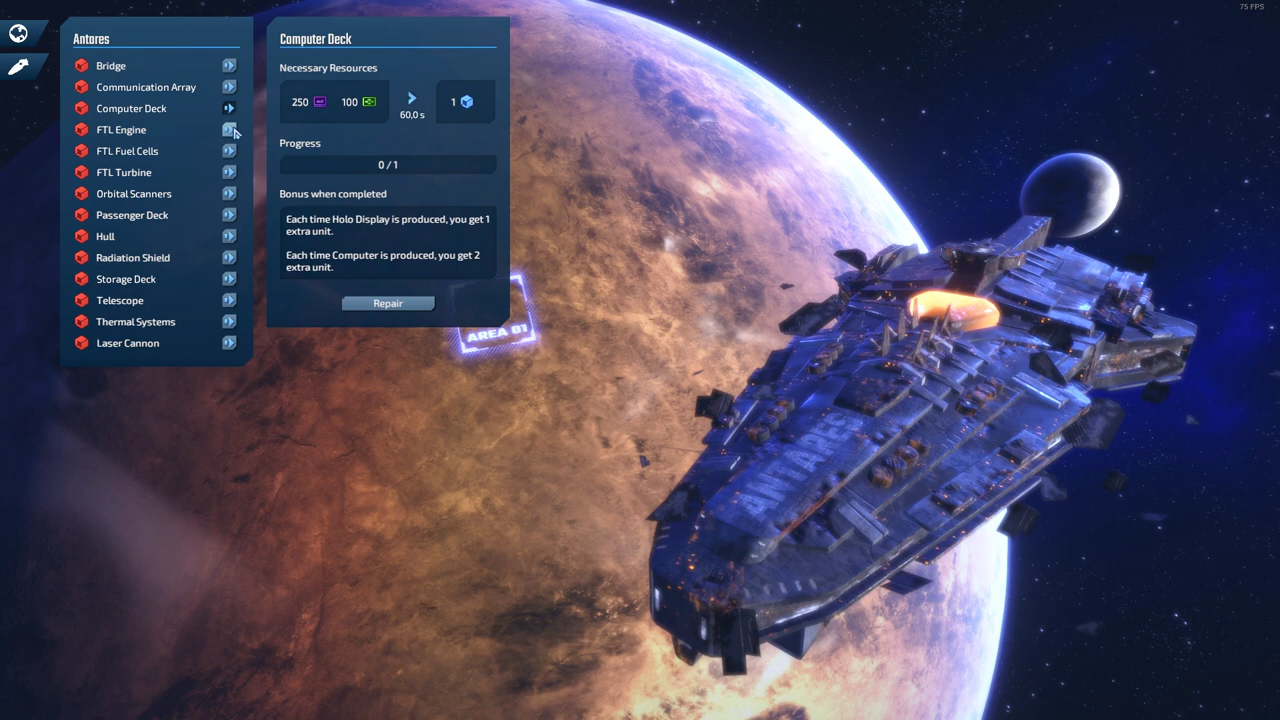 75 FPS
Antares
Bridge
Communication Array
Computer Deck
FTL Engine
FTL Fuel Cells
FTL Turbine
Orbital Scanners
Passenger Deck
Hull
Radiation Shield
Storage Deck
Telescope
Thermal Systems
Laser Cannon
Computer Deck
Necessary Resources
250 100 60,0 s 1
Progress
0 / 1
Bonus when completed
Each time Holo Display is produced, you get 1
extra unit.
Each time Computer is produced, you get 2
extra unit.
Repair
AREA 01
ANTARES